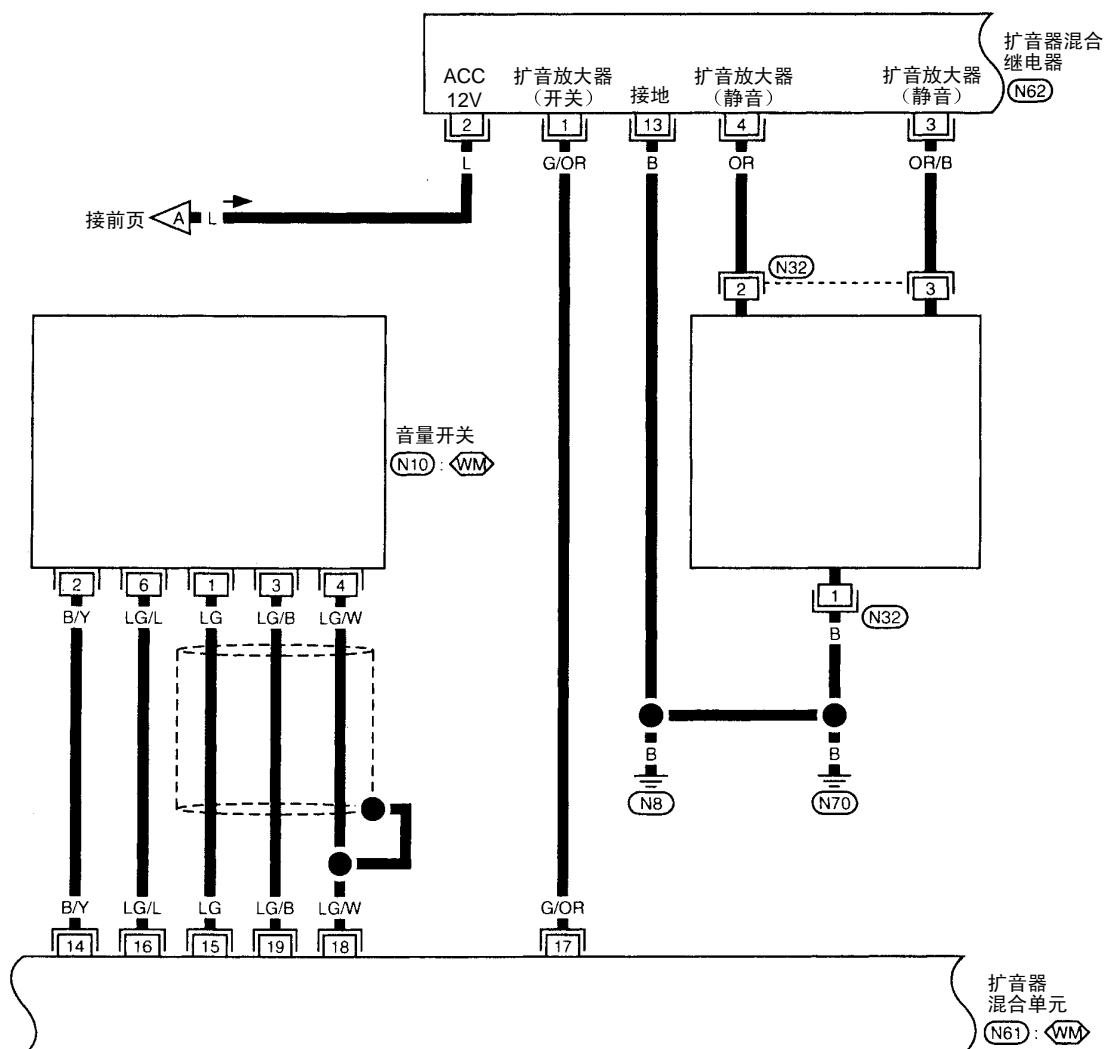 扩音器混合
继电器
N62
ACC
12V
扩音放大器
（开关）
接地
扩音放大器
（静音）
扩音放大器
（静音）
2
1
13
4
3
L
G/OR
B
OR
OR/B
接前页
A
L
N32
2
3
音量开关
N10 : WM
2
6
1
3
4
B/Y
LG/L
LG
LG/B
LG/W
1
N32
B
B
B
N8
N70
B/Y
LG/L
LG
LG/B
LG/W
G/OR
14
16
15
19
18
17
扩音器
混合单元
N61 : WM